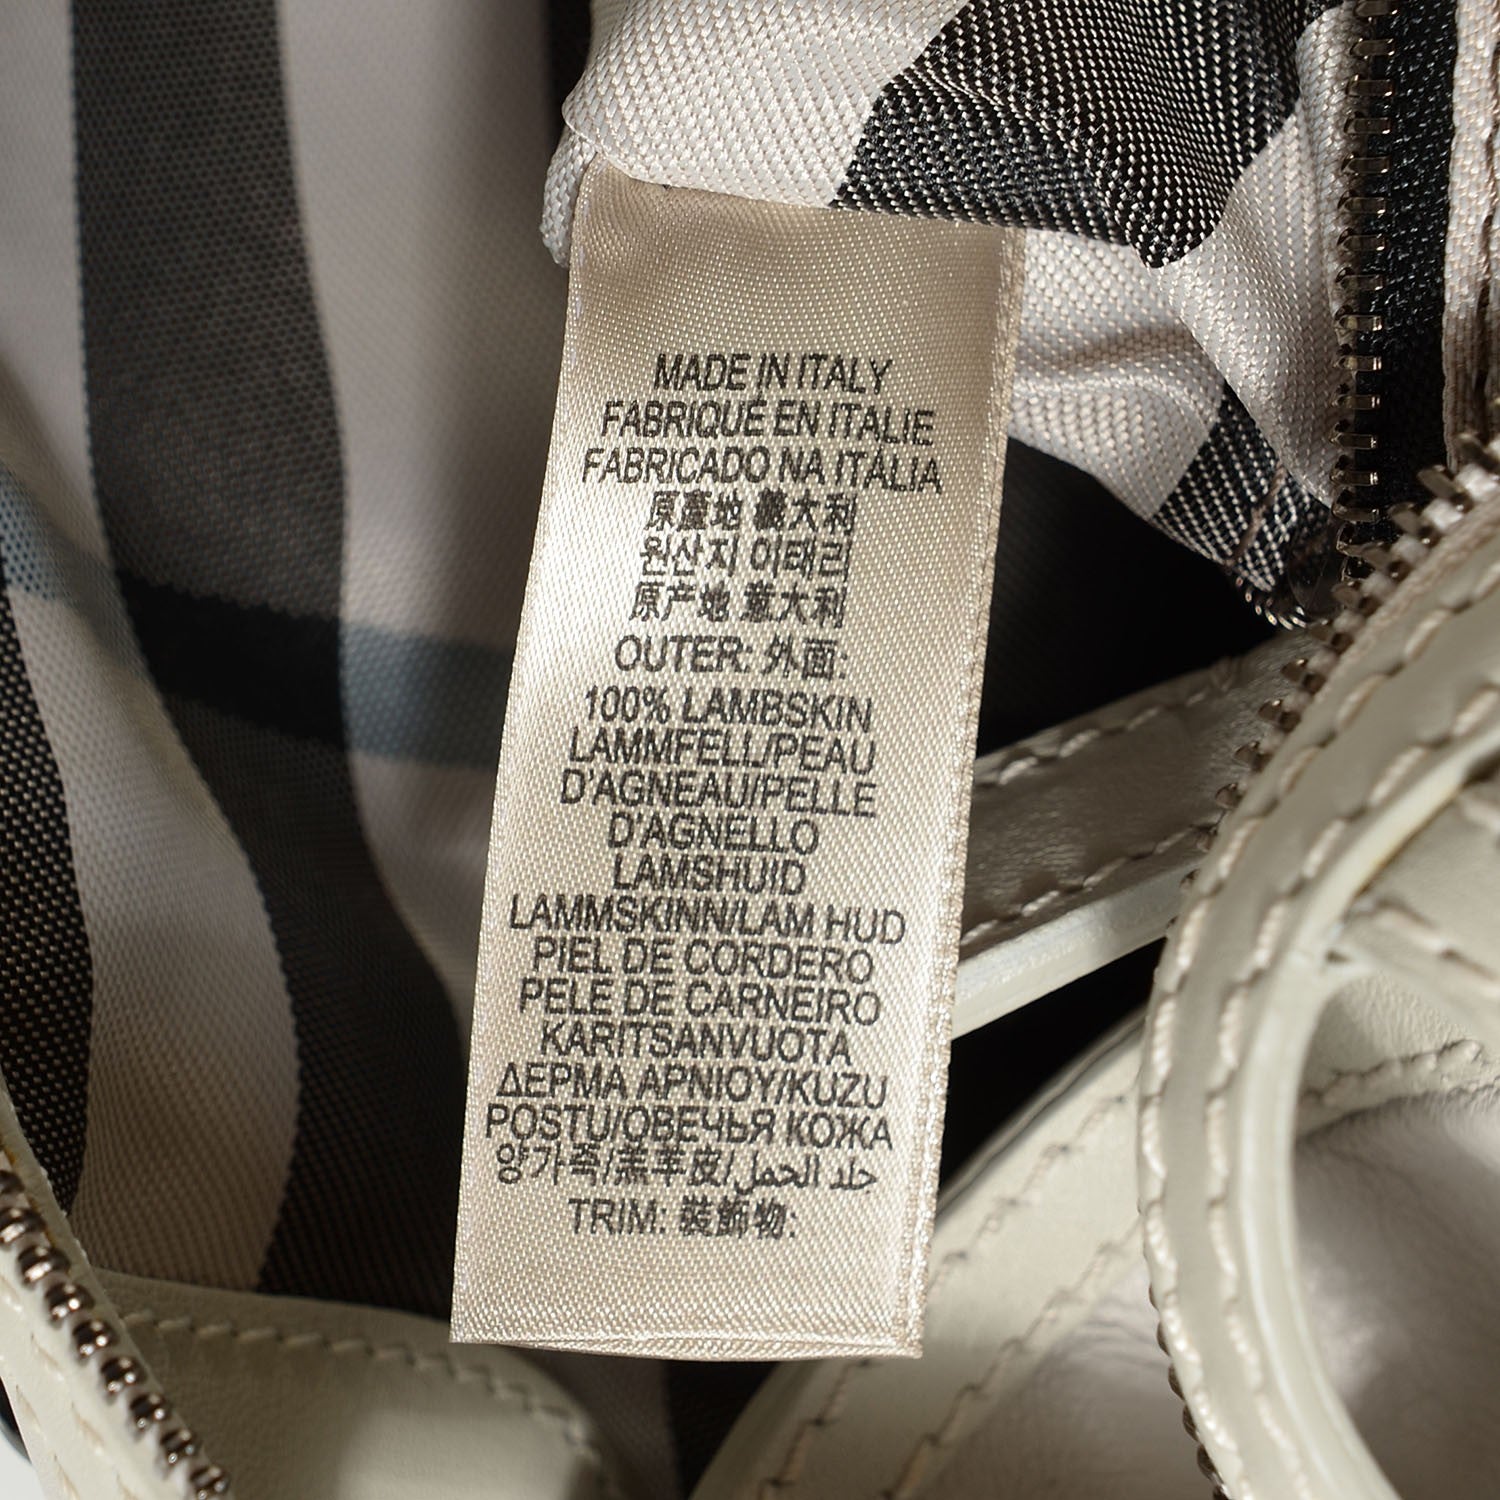 MADE IN ITALY
FABRIQUÉ EN ITALIE
FABRICADO NA ITÁLIA
原產地 義大利
원산지 이태리
原产地 意大利
OUTER: 外面:
100% LAMBSKIN
LAMMFELL/PEAU
D'AGNEAU/PELLE
D'AGNELLO
LAMSHUID
LAMMSKINN/LAM HUD
PIEL DE CORDERO
PELE DE CARNEIRO
KARITSANVUOTA
ΔΕΡΜΑ ΑΡΝΙΟΥ/KUZU
POSTU/ОВЕЧЬЯ КОЖА
양가죽/羔羊皮/جلد الحمل
TRIM: 裝飾物: